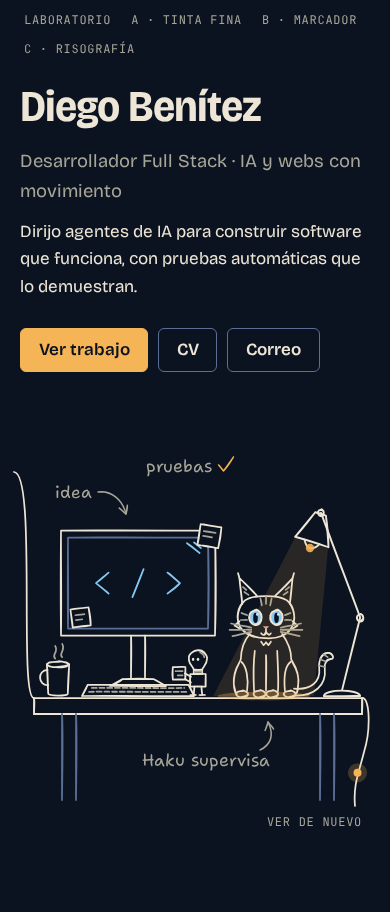 LABORATORIO A · TINTA FINA B · MARCADOR
C · RISOGRAFÍA
Diego Benítez
Desarrollador Full Stack · IA y webs con
movimiento
Dirijo agentes de IA para construir software
que funciona, con pruebas automáticas que
lo demuestran.
Ver trabajo CV Correo
pruebas ✓
idea
< / >
Haku supervisa
VER DE NUEVO